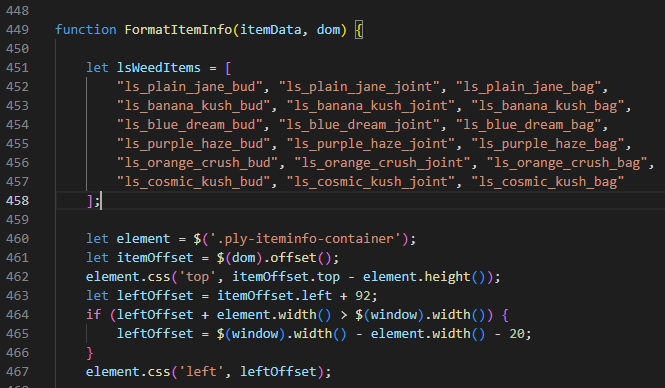 448
449 function FormatItemInfo(itemData, dom) {
450
451 let lsWeedItems = [
452 "ls_plain_jane_bud", "ls_plain_jane_joint", "ls_plain_jane_bag",
453 "ls_banana_kush_bud", "ls_banana_kush_joint", "ls_banana_kush_bag",
454 "ls_blue_dream_bud", "ls_blue_dream_joint", "ls_blue_dream_bag",
455 "ls_purple_haze_bud", "ls_purple_haze_joint", "ls_purple_haze_bag",
456 "ls_orange_crush_bud", "ls_orange_crush_joint", "ls_orange_crush_bag",
457 "ls_cosmic_kush_bud", "ls_cosmic_kush_joint", "ls_cosmic_kush_bag"
458 ];
459
460 let element = $('.ply-iteminfo-container');
461 let itemOffset = $(dom).offset();
462 element.css('top', itemOffset.top - element.height());
463 let leftOffset = itemOffset.left + 92;
464 if (leftOffset + element.width() > $(window).width()) {
465 leftOffset = $(window).width() - element.width() - 20;
466 }
467 element.css('left', leftOffset);